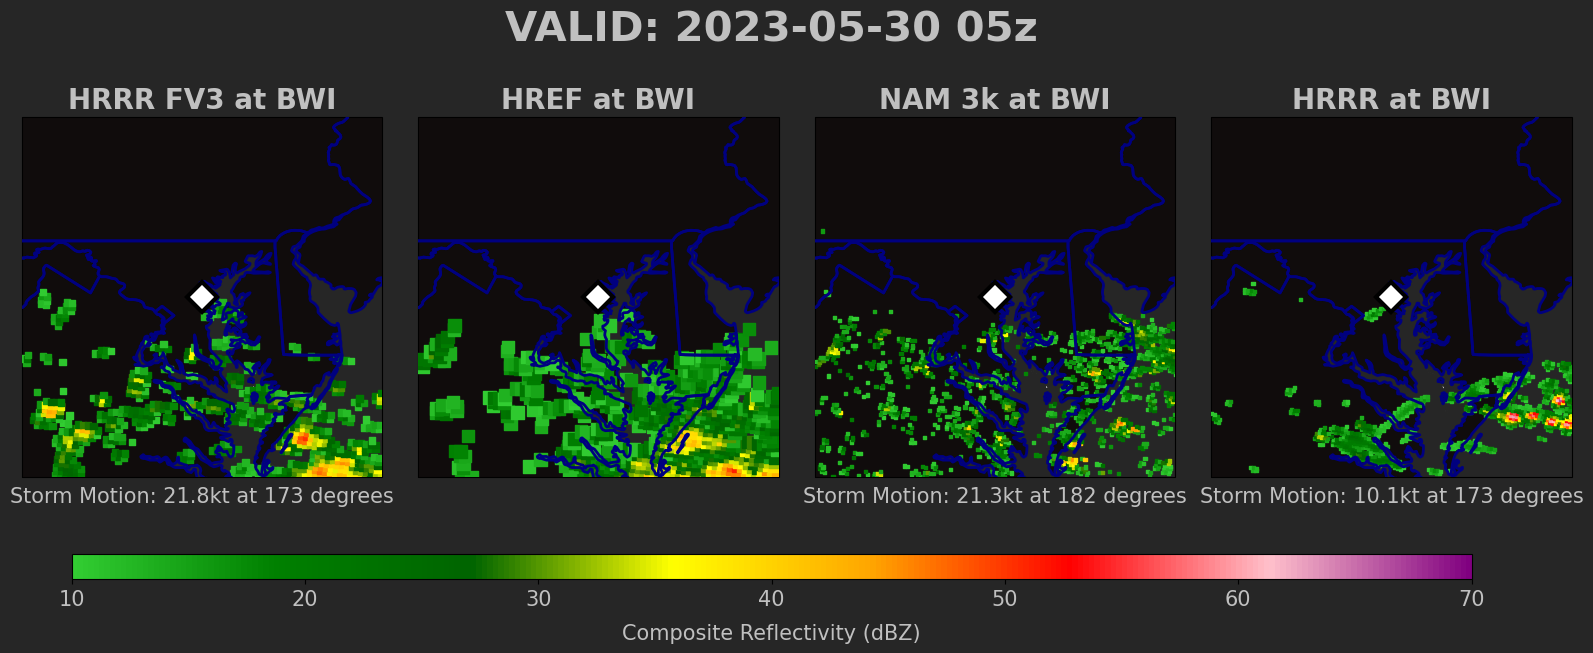 VALID: 2023-05-30 05z
HRRR FV3 at BWI
HREF at BWI
NAM 3k at BWI
HRRR at BWI
Storm Motion: 21.8kt at 173 degrees
Storm Motion: 21.3kt at 182 degrees
Storm Motion: 10.1kt at 173 degrees
10 20 30 40 50 60 70
Composite Reflectivity (dBZ)